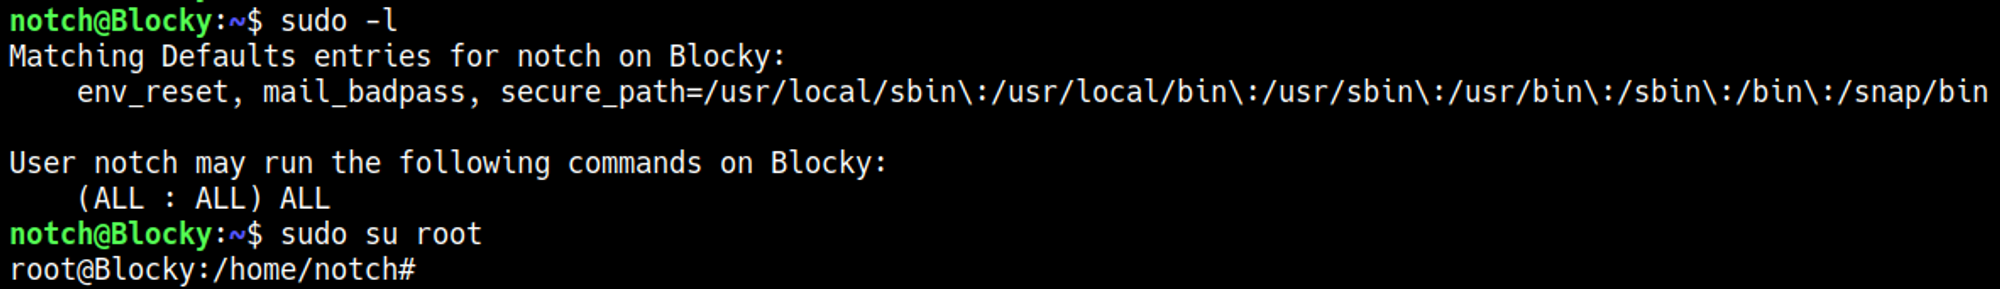 notch@Blocky:~$ sudo -l
Matching Defaults entries for notch on Blocky:
    env_reset, mail_badpass, secure_path=/usr/local/sbin\:/usr/local/bin\:/usr/sbin\:/usr/bin\:/sbin\:/bin\:/snap/bin

User notch may run the following commands on Blocky:
    (ALL : ALL) ALL
notch@Blocky:~$ sudo su root
root@Blocky:/home/notch#